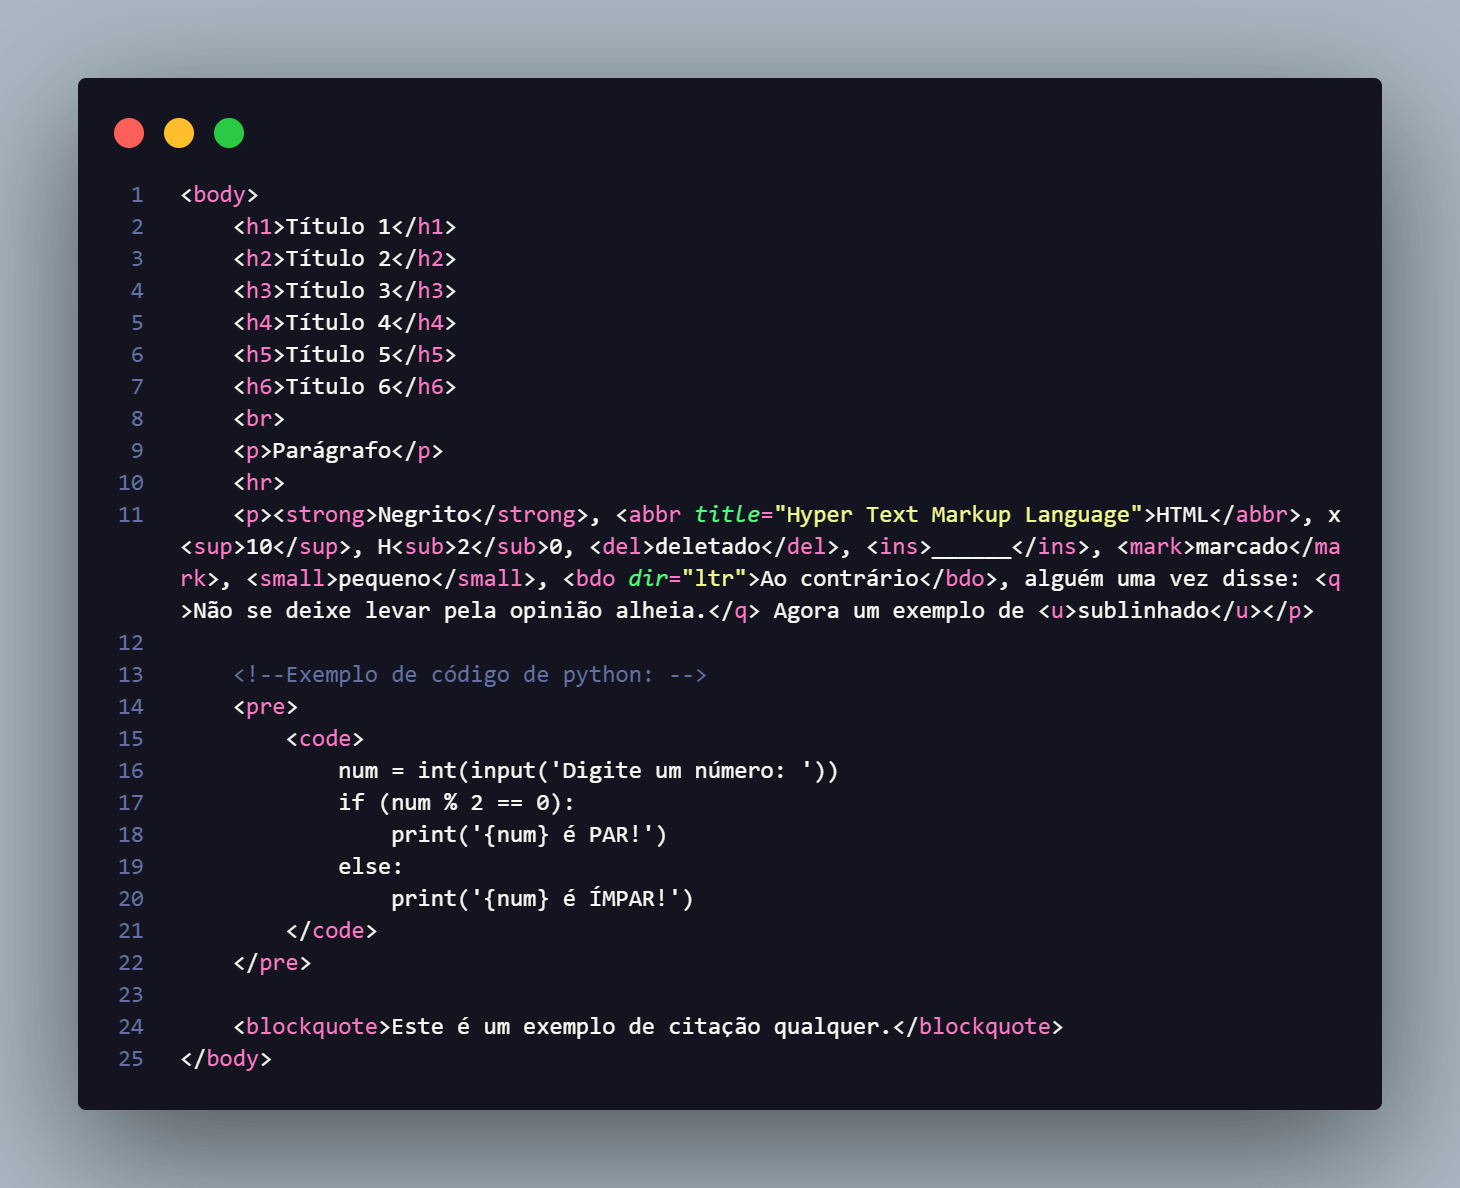 1 <body>
2     <h1>Título 1</h1>
3     <h2>Título 2</h2>
4     <h3>Título 3</h3>
5     <h4>Título 4</h4>
6     <h5>Título 5</h5>
7     <h6>Título 6</h6>
8     <br>
9     <p>Parágrafo</p>
10     <hr>
11     <p><strong>Negrito</strong>, <abbr title="Hyper Text Markup Language">HTML</abbr>, x
<sup>10</sup>, H<sub>2</sub>0, <del>deletado</del>, <ins>______</ins>, <mark>marcado</ma
rk>, <small>pequeno</small>, <bdo dir="ltr">Ao contrário</bdo>, alguém uma vez disse: <q
>Não se deixe levar pela opinião alheia.</q> Agora um exemplo de <u>sublinhado</u></p>
12
13     <!--Exemplo de código de python: -->
14     <pre>
15         <code>
16             num = int(input('Digite um número: '))
17             if (num % 2 == 0):
18                 print('{num} é PAR!')
19             else:
20                 print('{num} é ÍMPAR!')
21         </code>
22     </pre>
23
24     <blockquote>Este é um exemplo de citação qualquer.</blockquote>
25 </body>